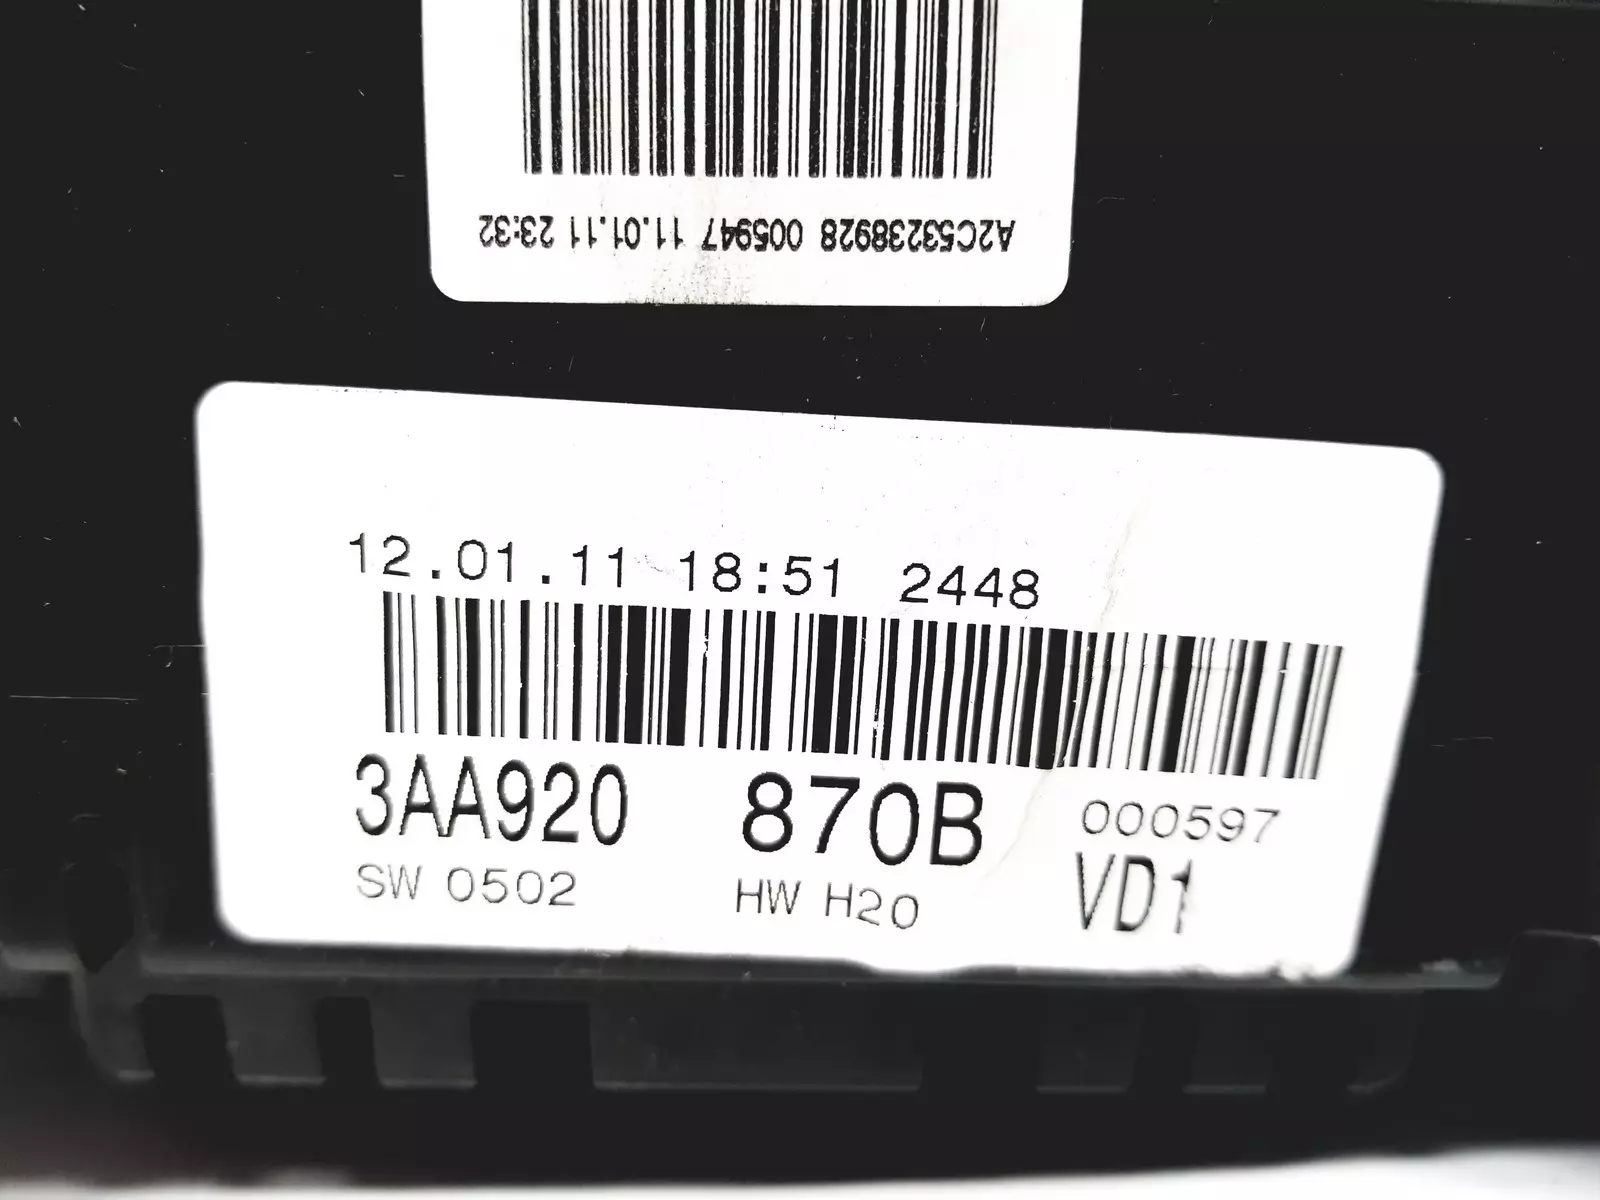 A2C53238928 005947 11.01.11 23:32
12.01.11 18:51 2448
3AA920 870B 000597
SW 0502 HW H20 VD1